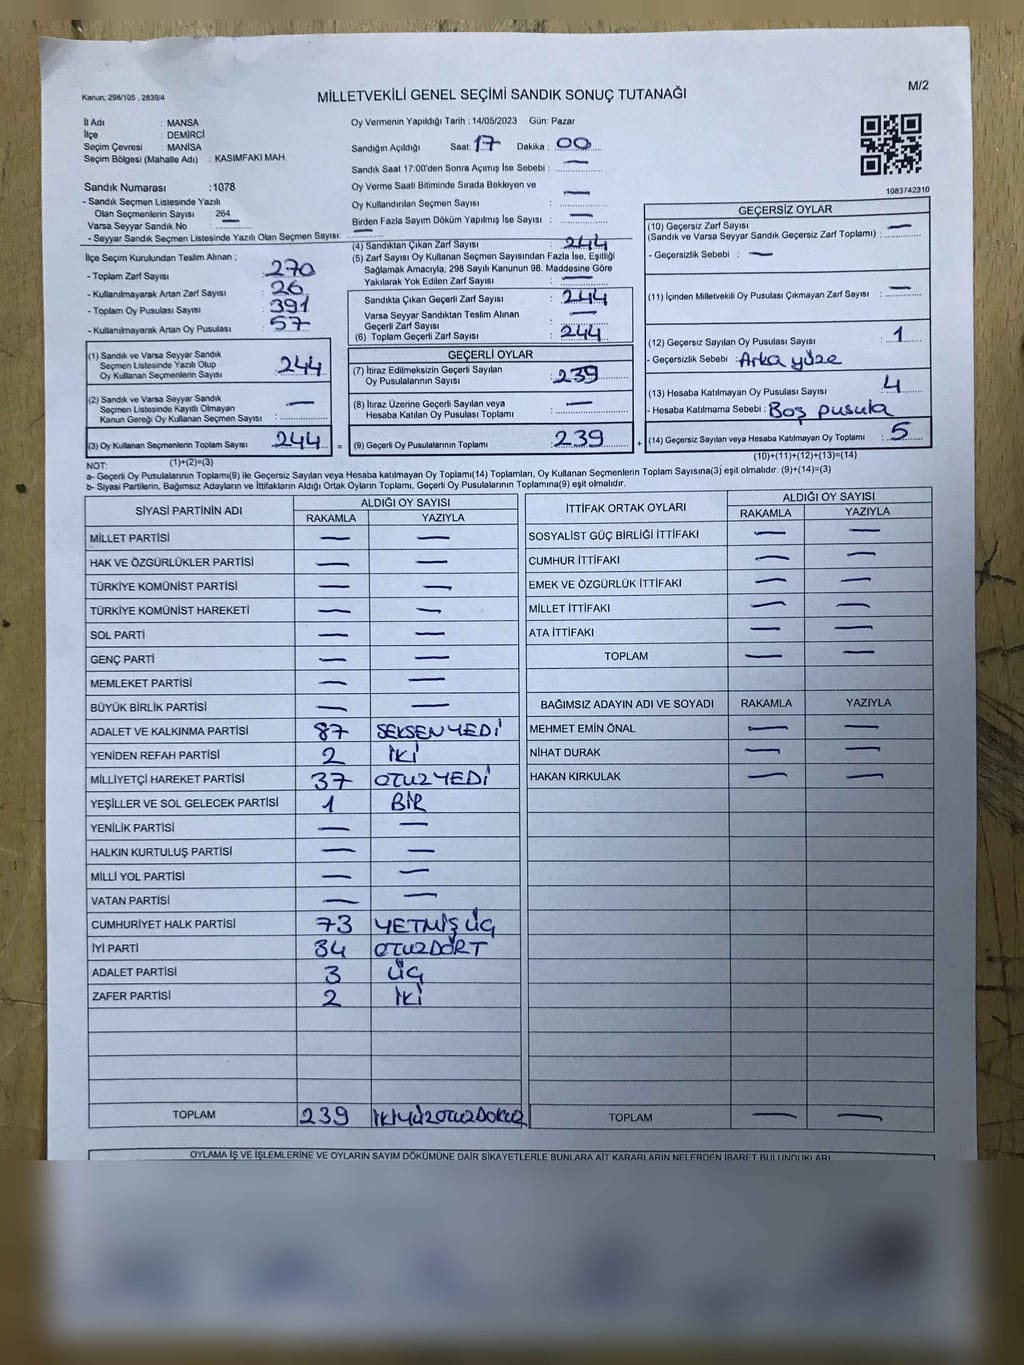 Kanun, 298/105 , 2839/4
MİLLETVEKİLİ GENEL SEÇİMİ SANDIK SONUÇ TUTANAĞI
M/2
İl Adı : MANSA
İlçe : DEMİRCİ
Seçim Çevresi : MANİSA
Seçim Bölgesi (Mahalle Adı) : KASIMFAKI MAH.
Sandık Numarası :1078
- Sandık Seçmen Listesinde Yazılı
Olan Seçmenlerin Sayısı : 264
Varsa Seyyar Sandık No : —
- Seyyar Sandık Seçmen Listesinde Yazılı Olan Seçmen Sayısı: —
Oy Vermenin Yapıldığı Tarih : 14/05/2023 Gün: Pazar
Sandığın Açıldığı Saat: 17 Dakika : 00
Sandık Saat 17:00'den Sonra Açımış İse Sebebi : —
Oy Verme Saati Bitiminde Sırada Bekleyen ve
Oy Kullandırılan Seçmen Sayısı : —
Birden Fazla Sayım Döküm Yapılmış İse Sayısı : —
1083742310
İlçe Seçim Kurulundan Teslim Alınan ;
- Toplam Zarf Sayısı : 270
- Kullanılmayarak Artan Zarf Sayısı : 26
- Toplam Oy Pusulası Sayısı : 391
- Kullanılmayarak Artan Oy Pusulası : 57
(1) Sandık ve Varsa Seyyar Sandık
Seçmen Listesinde Yazılı Olup
Oy Kullanan Seçmenlerin Sayısı : 244
(2) Sandık ve Varsa Seyyar Sandık
Seçmen Listesinde Kayıtlı Olmayan
Kanun Gereği Oy Kullanan Seçmen Sayısı : —
(3) Oy Kullanan Seçmenlerin Toplam Sayısı : 244 =
(1)+(2)=(3)
(4) Sandıktan Çıkan Zarf Sayısı : 244
(5) Zarf Sayısı Oy Kullanan Seçmen Sayısından Fazla İse, Eşitliği
Sağlamak Amacıyla; 298 Sayılı Kanunun 98. Maddesine Göre
Yakılarak Yok Edilen Zarf Sayısı : —
Sandıkta Çıkan Geçerli Zarf Sayısı : 244
Varsa Seyyar Sandıktan Teslim Alınan
Geçerli Zarf Sayısı : —
(6) Toplam Geçerli Zarf Sayısı : 244
GEÇERLİ OYLAR
(7) İtiraz Edilmeksizin Geçerli Sayılan
Oy Pusulalarının Sayısı : 239
(8) İtiraz Üzerine Geçerli Sayılan veya
Hesaba Katılan Oy Pusulası Toplamı : —
(9) Geçerli Oy Pusulalarının Toplamı : 239 +
GEÇERSİZ OYLAR
(10) Geçersiz Zarf Sayısı
(Sandık ve Varsa Seyyar Sandık Geçersiz Zarf Toplamı) : —
- Geçersizlik Sebebi : —
(11) İçinden Milletvekili Oy Pusulası Çıkmayan Zarf Sayısı : —
(12) Geçersiz Sayılan Oy Pusulası Sayısı : 1
- Geçersizlik Sebebi : Arka yüze
(13) Hesaba Katılmayan Oy Pusulası Sayısı : 4
- Hesaba Katılmama Sebebi : Boş pusula
(14) Geçersiz Sayılan veya Hesaba Katılmayan Oy Toplamı : 5
(10)+(11)+(12)+(13)=(14)
NOT:
a- Geçerli Oy Pusulalarının Toplamı(9) ile Geçersiz Sayılan veya Hesaba katılmayan Oy Toplamı(14) Toplamları, Oy Kullanan Seçmenlerin Toplam Sayısına(3) eşit olmalıdır. (9)+(14)=(3)
b- Siyasi Partilerin, Bağımsız Adayların ve İttifakların Aldığı Ortak Oyların Toplamı, Geçerli Oy Pusulalarının Toplamına(9) eşit olmalıdır.
SİYASİ PARTİNİN ADI ALDIĞI OY SAYISI
RAKAMLA YAZIYLA
MİLLET PARTİSİ — —
HAK VE ÖZGÜRLÜKLER PARTİSİ — —
TÜRKİYE KOMÜNİST PARTİSİ — —
TÜRKİYE KOMÜNİST HAREKETİ — —
SOL PARTİ — —
GENÇ PARTİ — —
MEMLEKET PARTİSİ — —
BÜYÜK BİRLİK PARTİSİ — —
ADALET VE KALKINMA PARTİSİ 87 SEKSENYEDİ
YENİDEN REFAH PARTİSİ 2 İKİ
MİLLİYETÇİ HAREKET PARTİSİ 37 OTUZYEDİ
YEŞİLLER VE SOL GELECEK PARTİSİ 1 BİR
YENİLİK PARTİSİ — —
HALKIN KURTULUŞ PARTİSİ — —
MİLLİ YOL PARTİSİ — —
VATAN PARTİSİ — —
CUMHURİYET HALK PARTİSİ 73 YETMİŞ ÜÇ
İYİ PARTİ 34 OTUZDÖRT
ADALET PARTİSİ 3 ÜÇ
ZAFER PARTİSİ 2 İKİ
TOPLAM 239 İKİYÜZOTUZDOKUZ
İTTİFAK ORTAK OYLARI ALDIĞI OY SAYISI
RAKAMLA YAZIYLA
SOSYALİST GÜÇ BİRLİĞİ İTTİFAKI — —
CUMHUR İTTİFAKI — —
EMEK VE ÖZGÜRLÜK İTTİFAKI — —
MİLLET İTTİFAKI — —
ATA İTTİFAKI — —
TOPLAM — —
BAĞIMSIZ ADAYIN ADI VE SOYADI RAKAMLA YAZIYLA
MEHMET EMİN ÖNAL — —
NİHAT DURAK — —
HAKAN KIRKULAK — —
TOPLAM — —
OYLAMA İŞ VE İŞLEMLERİNE VE OYLARIN SAYIM DÖKÜMÜNE DAİR ŞİKAYETLERLE BUNLARA AİT KARARLARIN NELERDEN İBARET BULUNDUKLARI